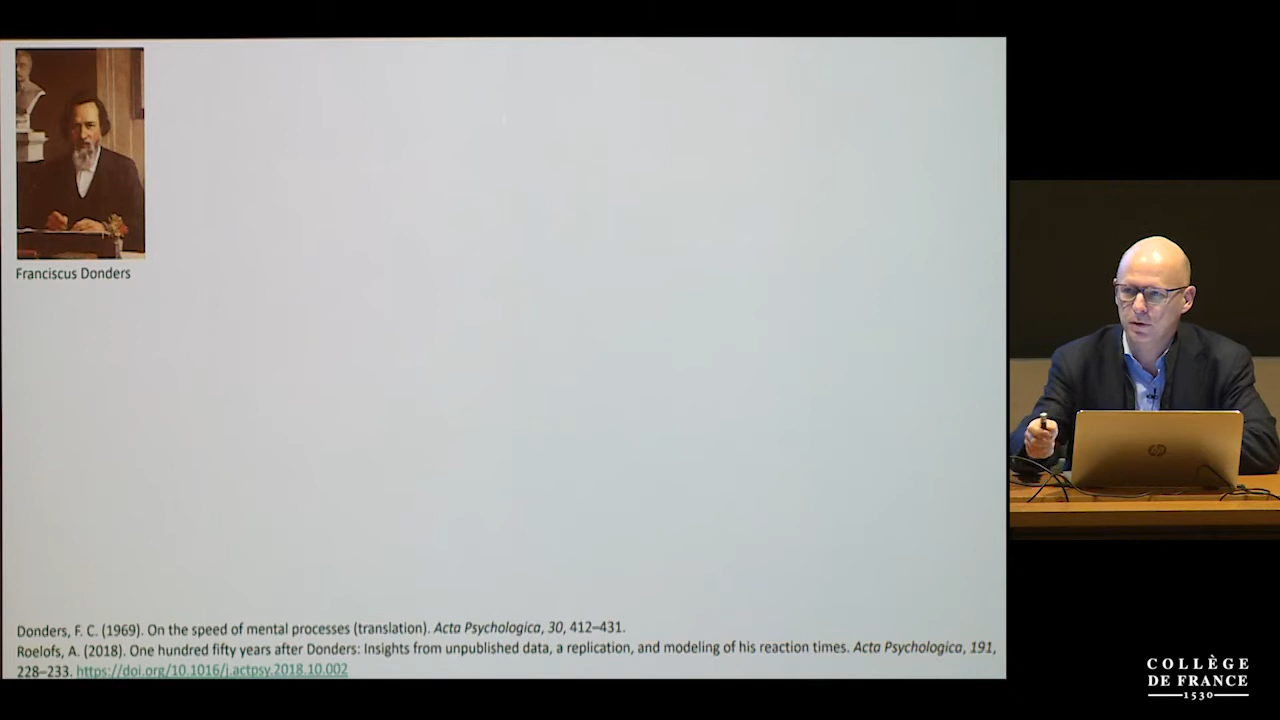 Franciscus Donders
Donders, F. C. (1969). On the speed of mental processes (translation). Acta Psychologica, 30, 412–431.
Roelofs, A. (2018). One hundred fifty years after Donders: Insights from unpublished data, a replication, and modeling of his reaction times. Acta Psychologica, 191,
228–233. https://doi.org/10.1016/j.actpsy.2018.10.002
hp
COLLÈGE
DE FRANCE
1530